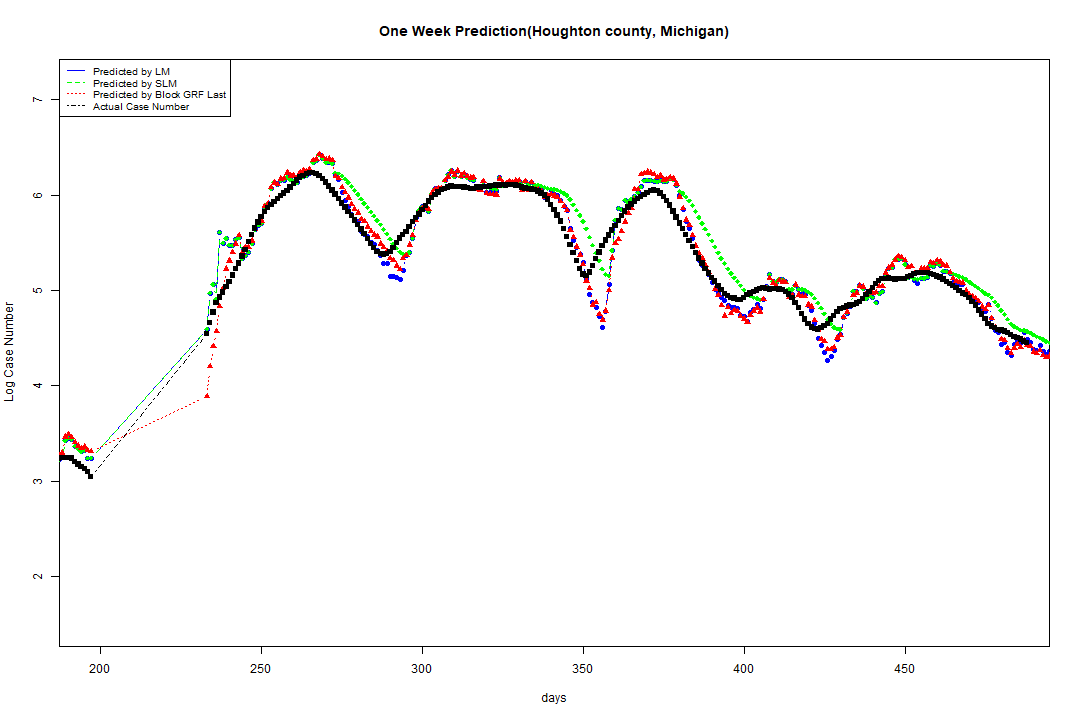 One Week Prediction(Houghton county, Michigan)
Predicted by LM
Predicted by SLM
Predicted by Block GRF Last
Actual Case Number
7
6
5
4
3
2
Log Case Number
200 250 300 350 400 450
days